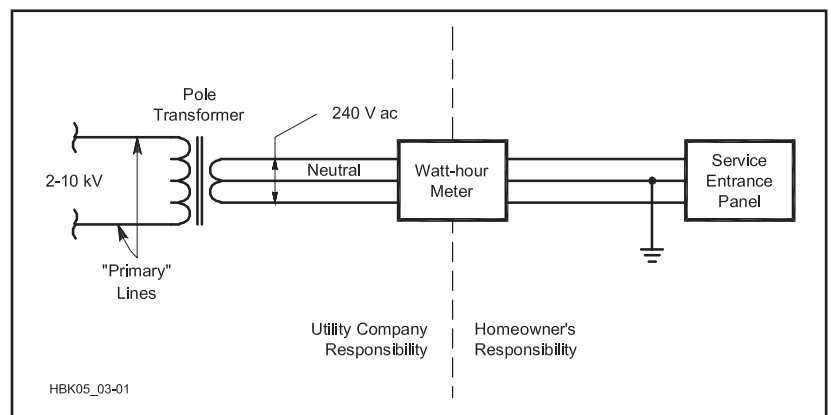 Pole
Transformer
240 V ac
2-10 kV
Neutral
Watt-hour
Meter
Service
Entrance
Panel
"Primary"
Lines
Utility Company
Responsibility
Homeowner's
Responsibility
HBK05_03-01